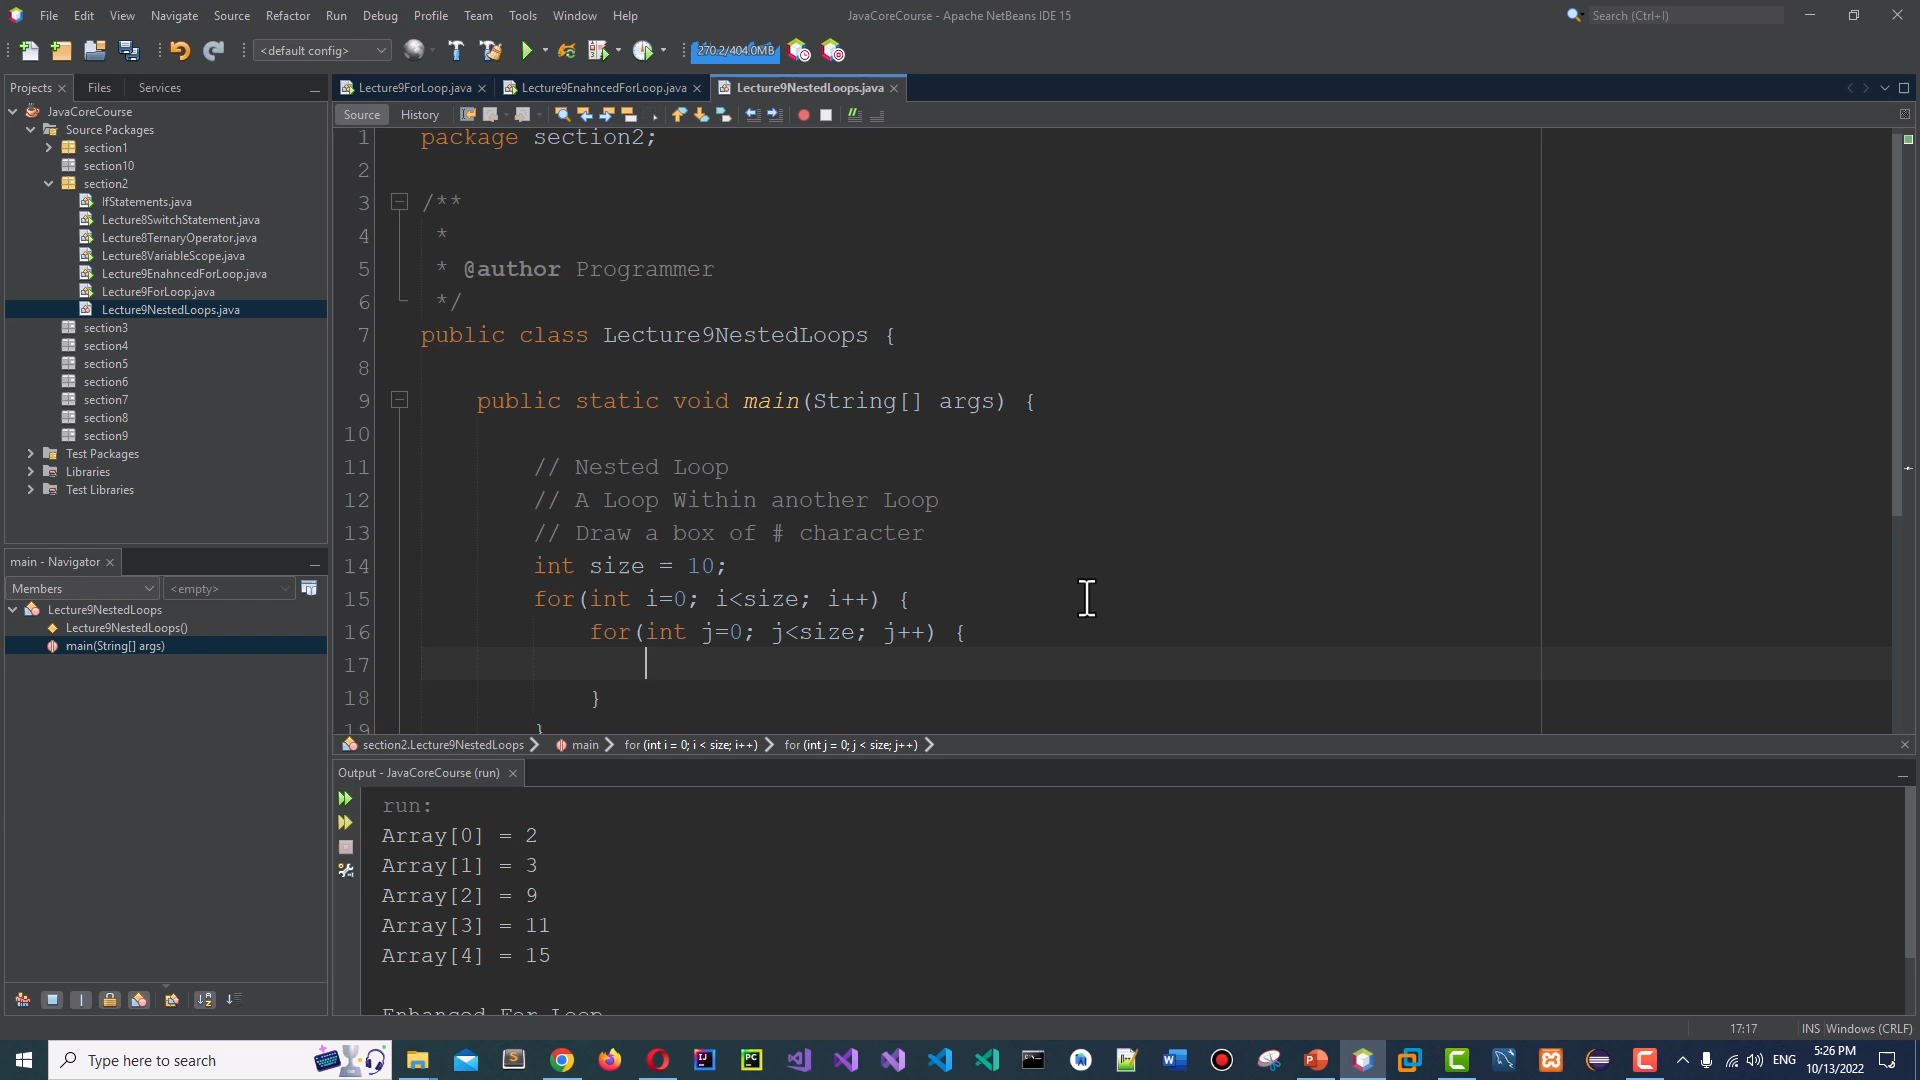 File Edit View Navigate Source Refactor Run Debug Profile Team Tools Window Help
JavaCoreCourse - Apache NetBeans IDE 15
Search (Ctrl+I)
<default config>
270.2/404.0MB
Projects Files Services
JavaCoreCourse
Source Packages
section1
section10
section2
IfStatements.java
Lecture8SwitchStatement.java
Lecture8TernaryOperator.java
Lecture8VariableScope.java
Lecture9EnahncedForLoop.java
Lecture9ForLoop.java
Lecture9NestedLoops.java
section3
section4
section5
section6
section7
section8
section9
Test Packages
Libraries
Test Libraries
main - Navigator
Members
<empty>
Lecture9NestedLoops
Lecture9NestedLoops()
main(String[] args)
Lecture9ForLoop.java Lecture9EnahncedForLoop.java Lecture9NestedLoops.java
Source History
1 package section2;
2
3 /**
4 *
5 * @author Programmer
6 */
7 public class Lecture9NestedLoops {
8
9 public static void main(String[] args) {
10
11 // Nested Loop
12 // A Loop Within another Loop
13 // Draw a box of # character
14 int size = 10;
15 for(int i=0; i<size; i++) {
16 for(int j=0; j<size; j++) {
17
18 }
19 }
section2.Lecture9NestedLoops main for (int i = 0; i < size; i++) for (int j = 0; j < size; j++)
Output - JavaCoreCourse (run)
run:
Array[0] = 2
Array[1] = 3
Array[2] = 9
Array[3] = 11
Array[4] = 15
Enhanced For Loop
17:17 INS Windows (CRLF)
Type here to search
ENG
5:26 PM
10/13/2022